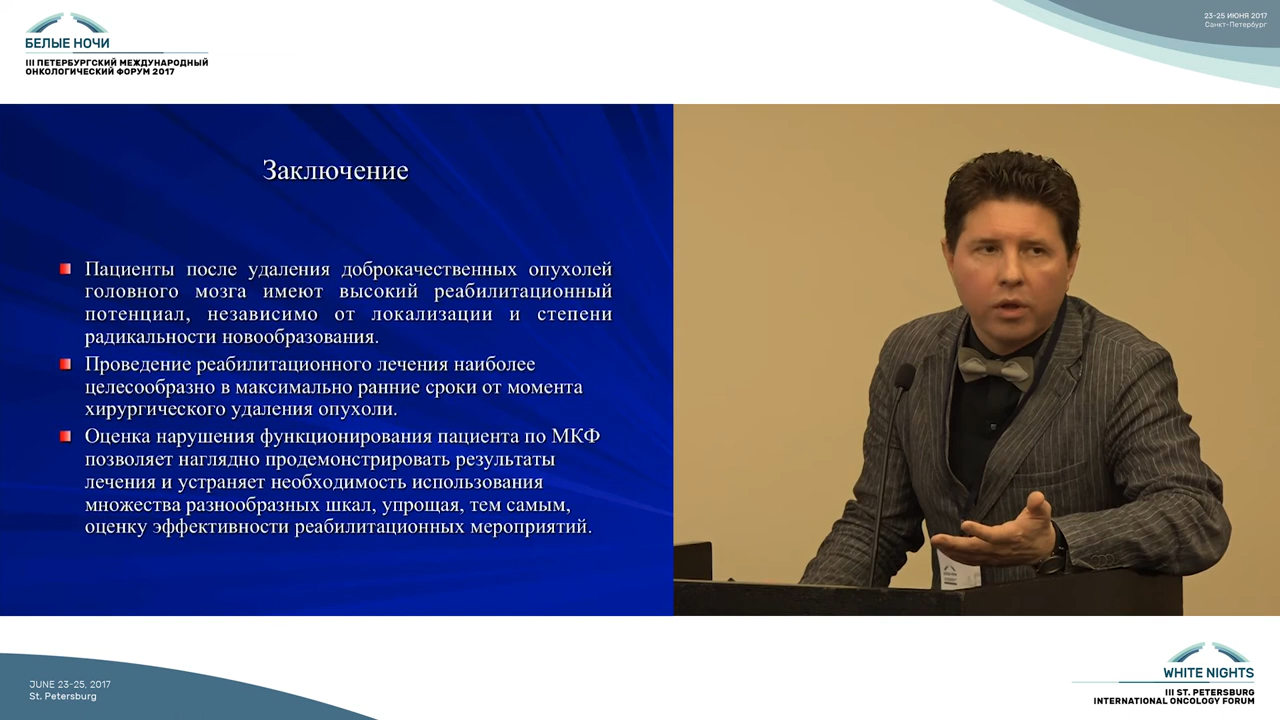 БЕЛЫЕ НОЧИ
III ПЕТЕРБУРГСКИЙ МЕЖДУНАРОДНЫЙ
ОНКОЛОГИЧЕСКИЙ ФОРУМ 2017
23-25 ИЮНЯ 2017
Санкт-Петербург
Заключение
Пациенты после удаления доброкачественных опухолей
головного мозга имеют высокий реабилитационный
потенциал, независимо от локализации и степени
радикальности новообразования.
Проведение реабилитационного лечения наиболее
целесообразно в максимально ранние сроки от момента
хирургического удаления опухоли.
Оценка нарушения функционирования пациента по МКФ
позволяет наглядно продемонстрировать результаты
лечения и устраняет необходимость использования
множества разнообразных шкал, упрощая, тем самым,
оценку эффективности реабилитационных мероприятий.
JUNE 23-25, 2017
St. Petersburg
WHITE NIGHTS
III ST. PETERSBURG
INTERNATIONAL ONCOLOGY FORUM